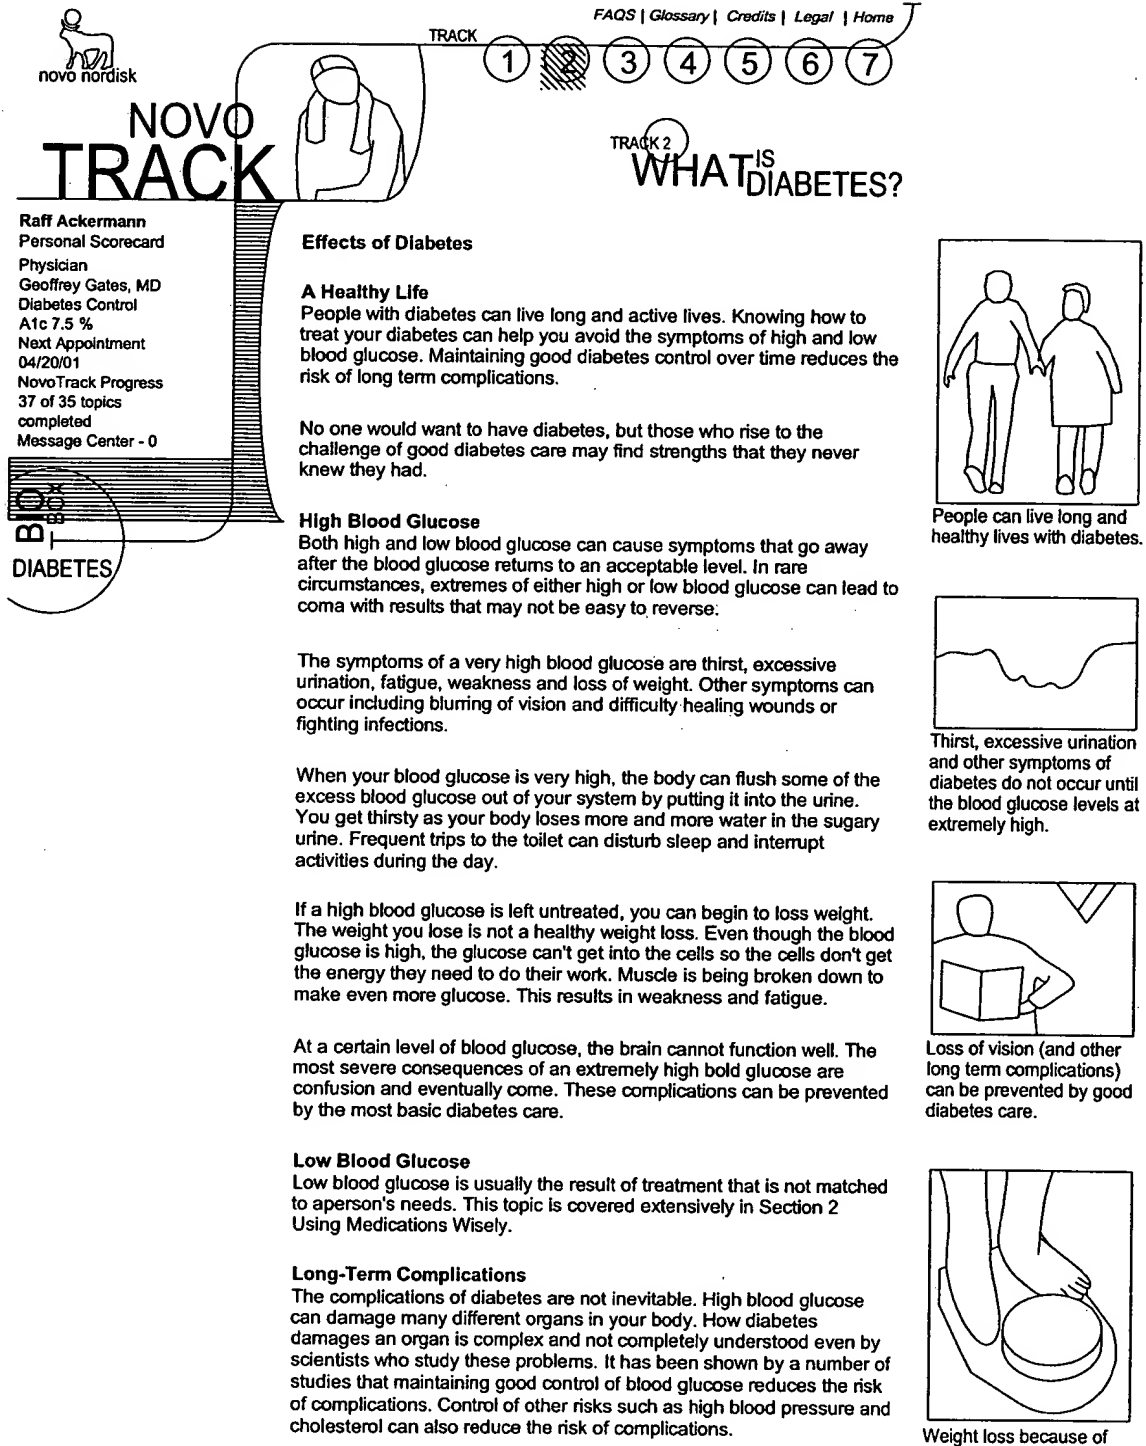 FAQS | Glossary | Credits | Legal | Home
novo nordisk
TRACK
1 2 3 4 5 6 7
NOVO
TRACK
TRACK 2
WHAT IS
DIABETES?
Raff Ackermann
Personal Scorecard
Physician
Geoffrey Gates, MD
Diabetes Control
A1c 7.5 %
Next Appointment
04/20/01
NovoTrack Progress
37 of 35 topics
completed
Message Center - 0
BIO
BOX
DIABETES
Effects of Diabetes
A Healthy Life
People with diabetes can live long and active lives. Knowing how to
treat your diabetes can help you avoid the symptoms of high and low
blood glucose. Maintaining good diabetes control over time reduces the
risk of long term complications.
No one would want to have diabetes, but those who rise to the
challenge of good diabetes care may find strengths that they never
knew they had.
High Blood Glucose
Both high and low blood glucose can cause symptoms that go away
after the blood glucose returns to an acceptable level. In rare
circumstances, extremes of either high or low blood glucose can lead to
coma with results that may not be easy to reverse.
The symptoms of a very high blood glucose are thirst, excessive
urination, fatigue, weakness and loss of weight. Other symptoms can
occur including blurring of vision and difficulty healing wounds or
fighting infections.
When your blood glucose is very high, the body can flush some of the
excess blood glucose out of your system by putting it into the urine.
You get thirsty as your body loses more and more water in the sugary
urine. Frequent trips to the toilet can disturb sleep and interrupt
activities during the day.
If a high blood glucose is left untreated, you can begin to loss weight.
The weight you lose is not a healthy weight loss. Even though the blood
glucose is high, the glucose can't get into the cells so the cells don't get
the energy they need to do their work. Muscle is being broken down to
make even more glucose. This results in weakness and fatigue.
At a certain level of blood glucose, the brain cannot function well. The
most severe consequences of an extremely high bold glucose are
confusion and eventually come. These complications can be prevented
by the most basic diabetes care.
Low Blood Glucose
Low blood glucose is usually the result of treatment that is not matched
to aperson's needs. This topic is covered extensively in Section 2
Using Medications Wisely.
Long-Term Complications
The complications of diabetes are not inevitable. High blood glucose
can damage many different organs in your body. How diabetes
damages an organ is complex and not completely understood even by
scientists who study these problems. It has been shown by a number of
studies that maintaining good control of blood glucose reduces the risk
of complications. Control of other risks such as high blood pressure and
cholesterol can also reduce the risk of complications.
People can live long and
healthy lives with diabetes.
Thirst, excessive urination
and other symptoms of
diabetes do not occur until
the blood glucose levels at
extremely high.
Loss of vision (and other
long term complications)
can be prevented by good
diabetes care.
Weight loss because of